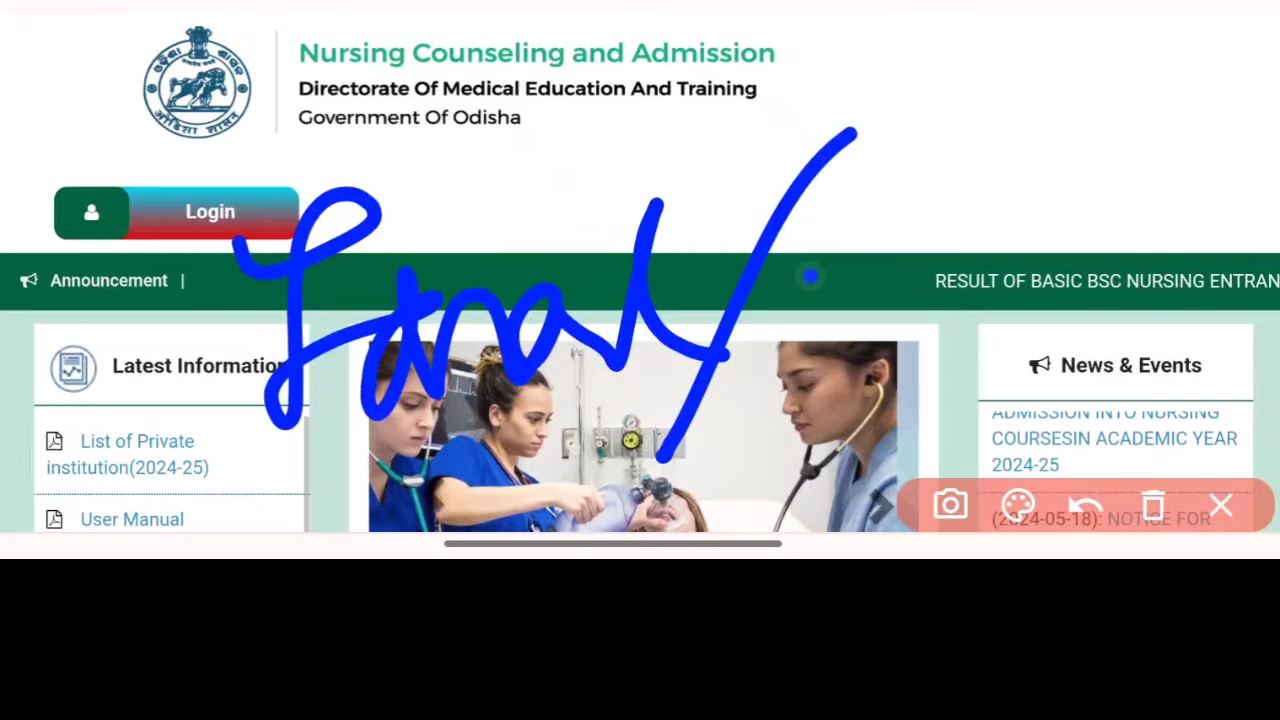 Nursing Counseling and Admission
Directorate Of Medical Education And Training
Government Of Odisha
Login
Announcement |
RESULT OF BASIC BSC NURSING ENTRAN
Latest Information
List of Private
institution(2024-25)
User Manual
News & Events
ADMISSION INTO NURSING
COURSESIN ACADEMIC YEAR
2024-25
(2024-05-18): NOTICE FOR